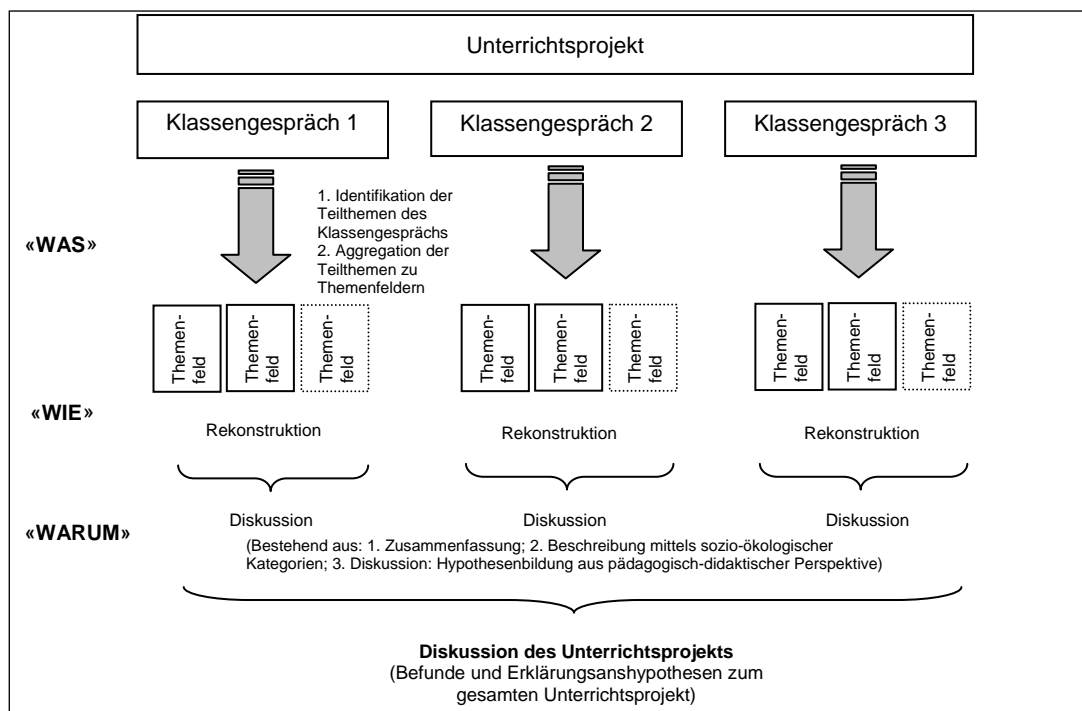 Unterrichtsprojekt
Klassengespräch 1
Klassengespräch 2
Klassengespräch 3
1. Identifikation der
Teilthemen des
Klassengesprächs
2. Aggregation der
Teilthemen zu
Themenfeldern
«WAS»
Themen-
feld
Themen-
feld
Themen-
feld
Themen-
feld
Themen-
feld
Themen-
feld
Themen-
feld
Themen-
feld
Themen-
feld
«WIE»
Rekonstruktion
Rekonstruktion
Rekonstruktion
«WARUM»
Diskussion
Diskussion
Diskussion
(Bestehend aus: 1. Zusammenfassung; 2. Beschreibung mittels sozio-ökologischer
Kategorien; 3. Diskussion: Hypothesenbildung aus pädagogisch-didaktischer Perspektive)
Diskussion des Unterrichtsprojekts
(Befunde und Erklärungsanshypothesen zum
gesamten Unterrichtsprojekt)